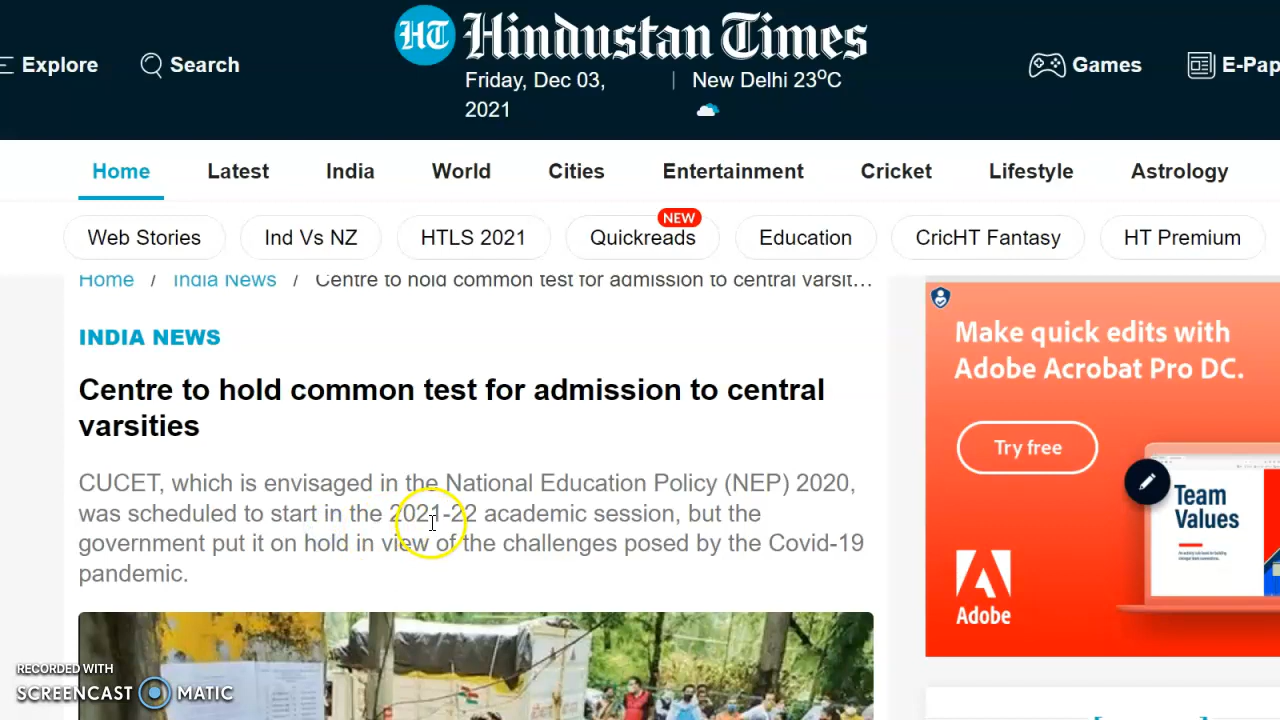 HT Hindustan Times
Explore
Search
Friday, Dec 03,
2021
New Delhi 23⁰C
Games
E-Pap
Home
Latest
India
World
Cities
Entertainment
Cricket
Lifestyle
Astrology
Web Stories
Ind Vs NZ
HTLS 2021
Quickreads
NEW
Education
CricHT Fantasy
HT Premium
Home / India News / Centre to hold common test for admission to central varsit...
INDIA NEWS
Centre to hold common test for admission to central
varsities
CUCET, which is envisaged in the National Education Policy (NEP) 2020,
was scheduled to start in the 2021-22 academic session, but the
government put it on hold in view of the challenges posed by the Covid-19
pandemic.
Make quick edits with
Adobe Acrobat Pro DC.
Try free
Team
Values
Adobe
RECORDED WITH
SCREENCAST MATIC